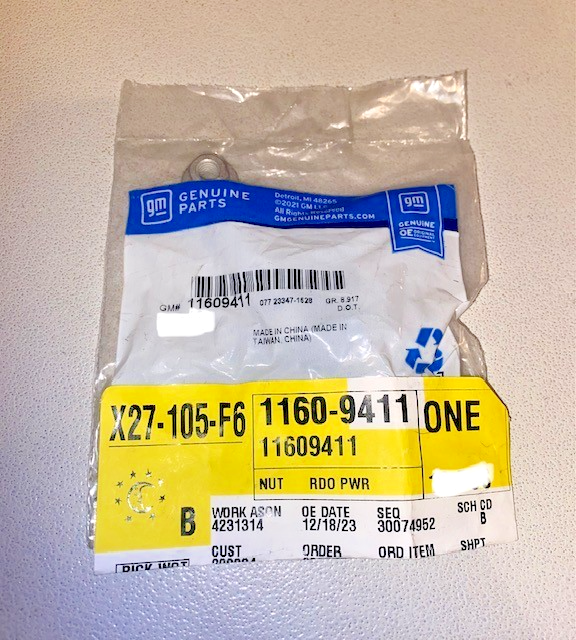 gm GENUINE PARTS
Detroit, MI 48265
©2021 GM LLC
All Rights Reserved
GMGENUINEPARTS.COM
gm
GENUINE
OE ORIGINAL EQUIPMENT
GM# 11609411 077 23347-1628 GR. 8.917
D.O.T.
MADE IN CHINA (MADE IN
TAIWAN, CHINA)
X27-105-F6 1160-9411 ONE
11609411
NUT RDO PWR
B WORK ASGN OE DATE SEQ SCH CD
4231314 12/18/23 30074952 B
CUST ORDER ORD ITEM SHPT